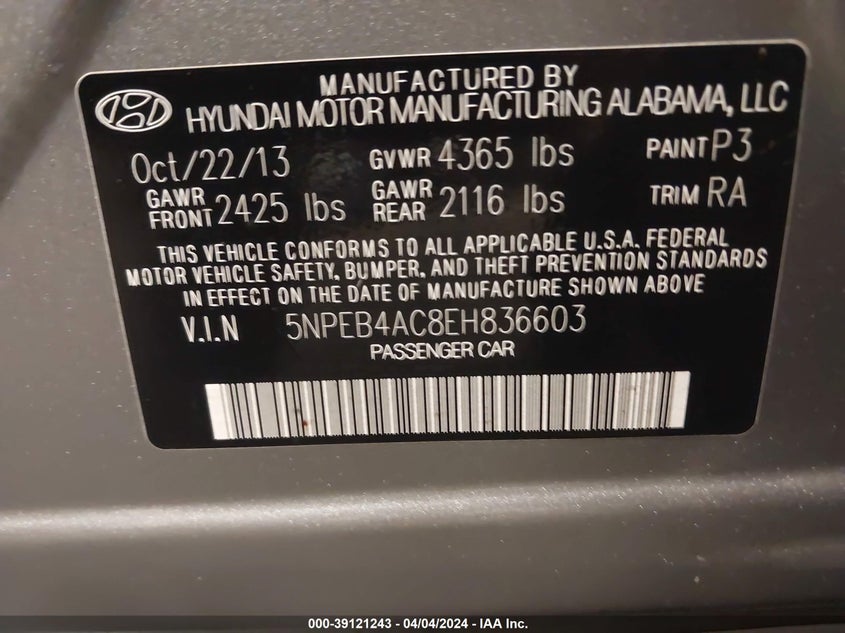 MANUFACTURED BY
HYUNDAI MOTOR MANUFACTURING ALABAMA, LLC
Oct/22/13 GVWR 4365 lbs PAINT P3
GAWR FRONT 2425 lbs GAWR REAR 2116 lbs TRIM RA
THIS VEHICLE CONFORMS TO ALL APPLICABLE U.S.A. FEDERAL
MOTOR VEHICLE SAFETY, BUMPER, AND THEFT PREVENTION STANDARDS
IN EFFECT ON THE DATE OF MANUFACTURE SHOWN ABOVE
V.I.N 5NPEB4AC8EH836603
PASSENGER CAR
000-39121243 - 04/04/2024 - IAA Inc.